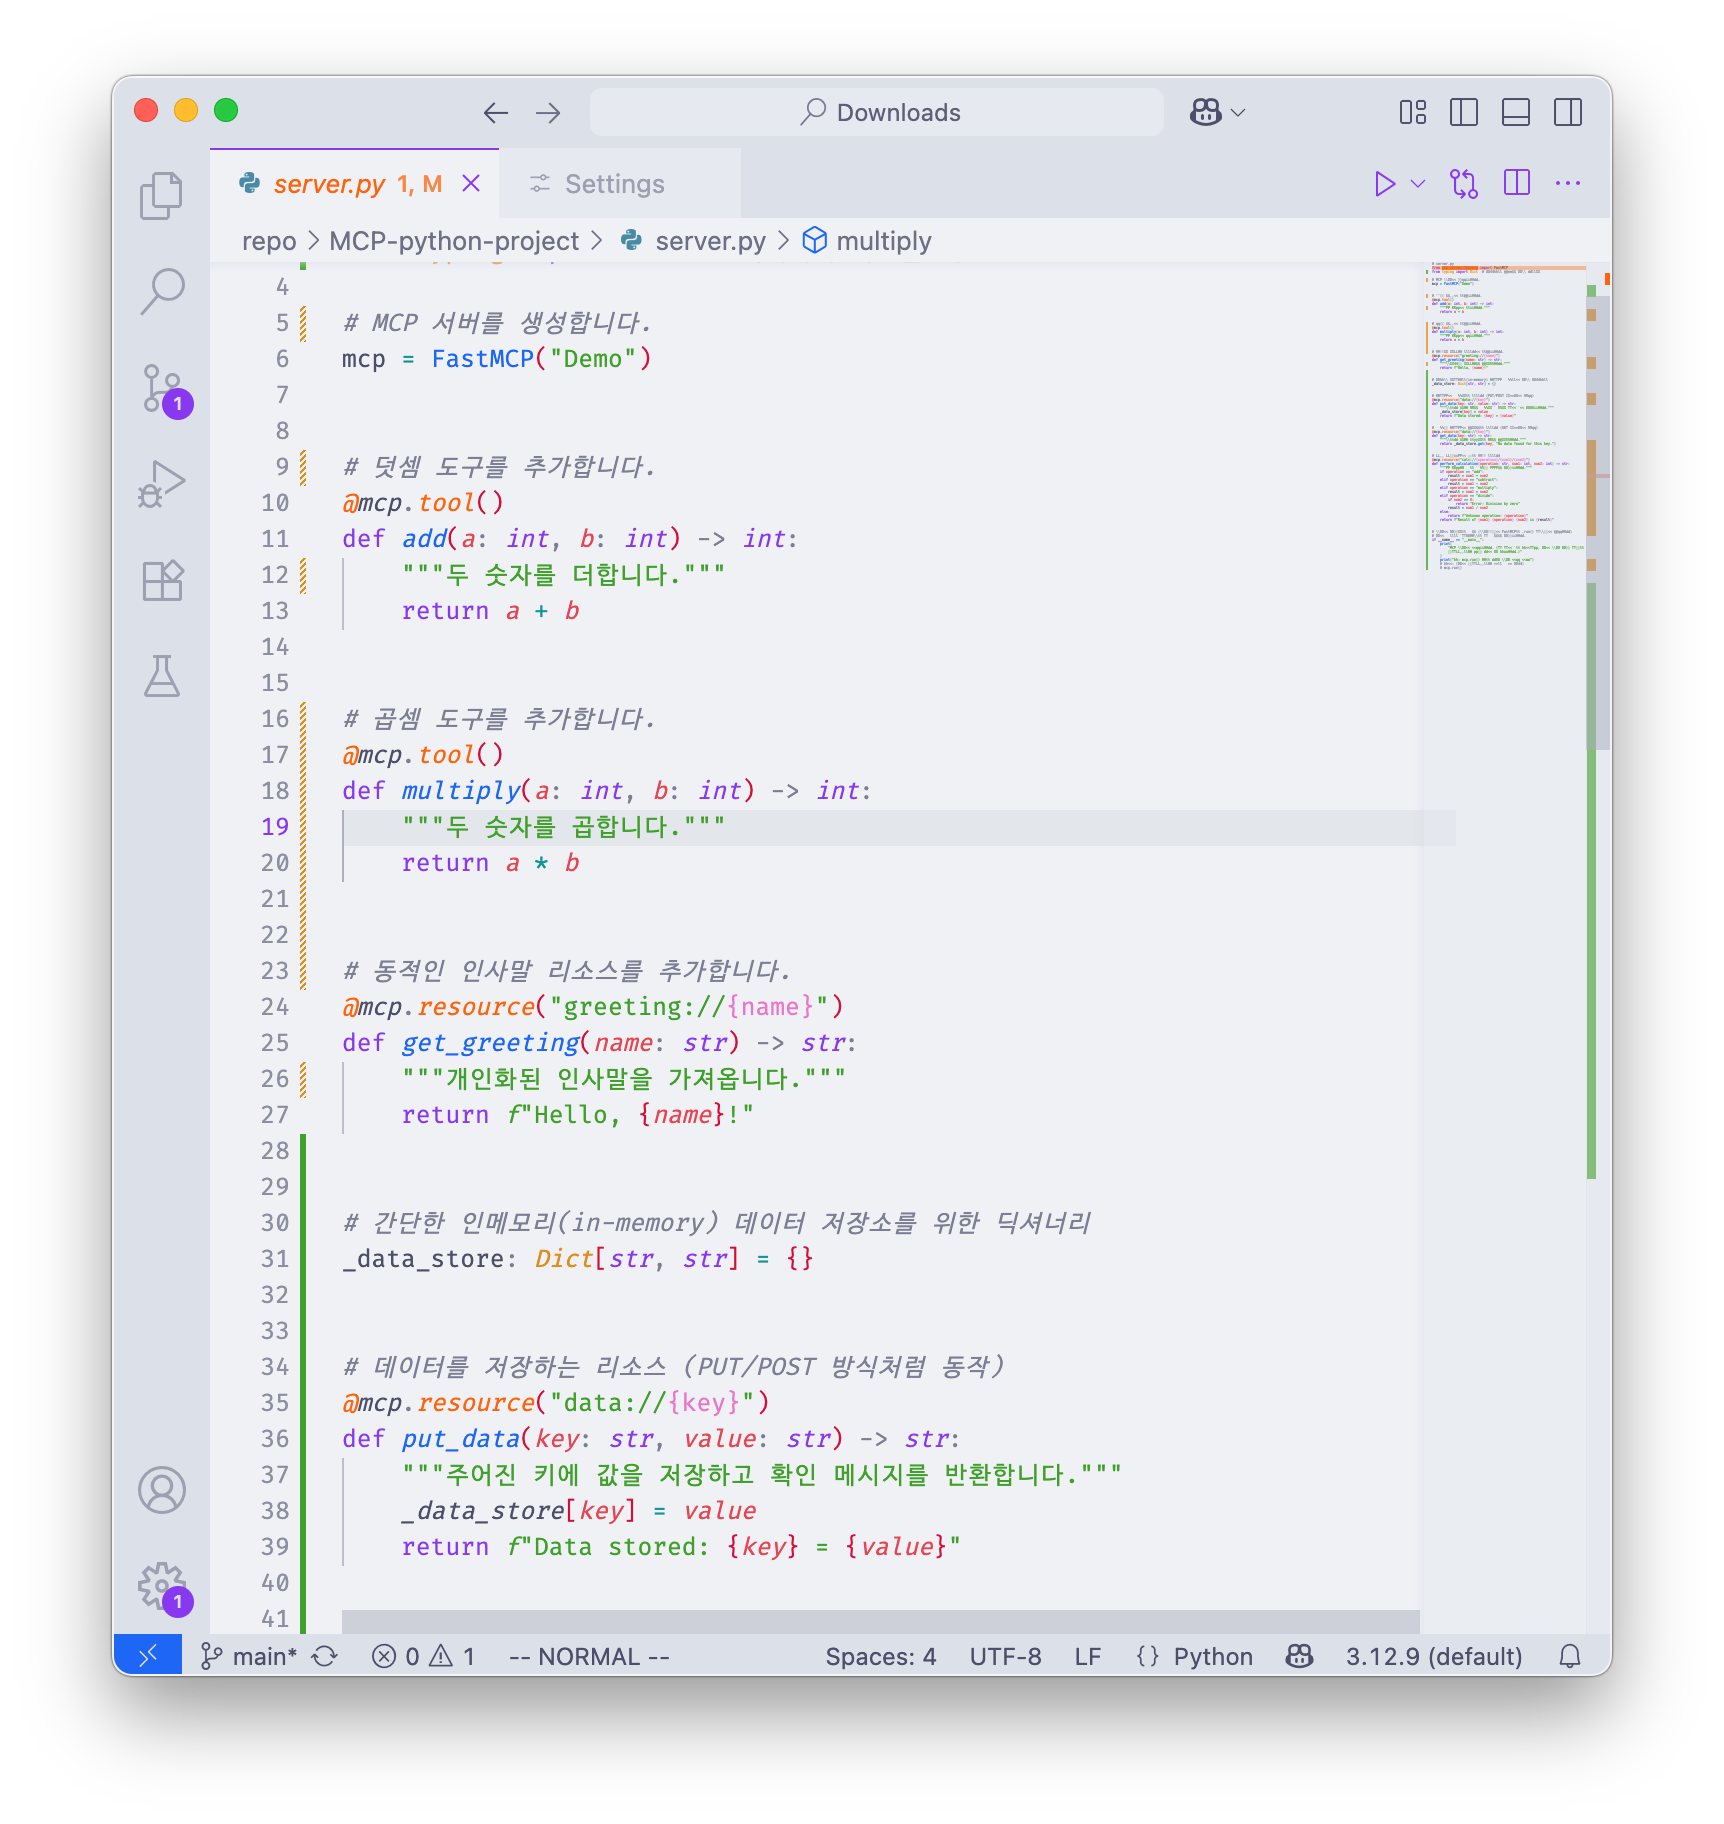 Downloads
server.py 1, M
Settings
repo > MCP-python-project > server.py > multiply
4
5 # MCP 서버를 생성합니다.
6 mcp = FastMCP("Demo")
7
8
9 # 덧셈 도구를 추가합니다.
10 @mcp.tool()
11 def add(a: int, b: int) -> int:
12 """두 숫자를 더합니다."""
13 return a + b
14
15
16 # 곱셈 도구를 추가합니다.
17 @mcp.tool()
18 def multiply(a: int, b: int) -> int:
19 """두 숫자를 곱합니다."""
20 return a * b
21
22
23 # 동적인 인사말 리소스를 추가합니다.
24 @mcp.resource("greeting://{name}")
25 def get_greeting(name: str) -> str:
26 """개인화된 인사말을 가져옵니다."""
27 return f"Hello, {name}!"
28
29
30 # 간단한 인메모리(in-memory) 데이터 저장소를 위한 딕셔너리
31 _data_store: Dict[str, str] = {}
32
33
34 # 데이터를 저장하는 리소스 (PUT/POST 방식처럼 동작)
35 @mcp.resource("data://{key}")
36 def put_data(key: str, value: str) -> str:
37 """주어진 키에 값을 저장하고 확인 메시지를 반환합니다."""
38 _data_store[key] = value
39 return f"Data stored: {key} = {value}"
40
41
1
1
main* 0 1 -- NORMAL -- Spaces: 4 UTF-8 LF {} Python 3.12.9 (default)